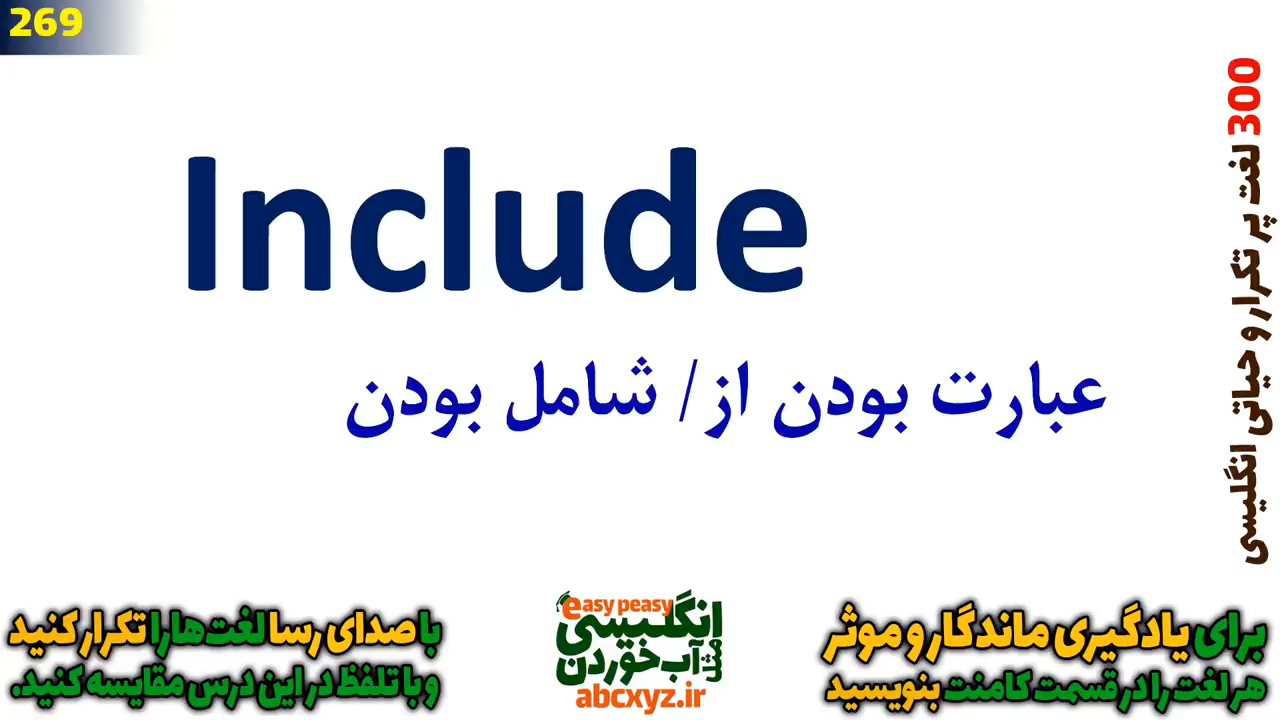 269
Include
عبارت بودن از/ شامل بودن
300 لغت پر تکرار و حیاتی انگلیسی
با صدای رسا لغت‌ها را تکرار کنید
و با تلفظ در این درس مقایسه کنید.
easy peasy
انگلیسی
مثل آب خوردن
abcxyz.ir
برای یادگیری ماندگار و موثر
هر لغت را در قسمت کامنت بنویسید